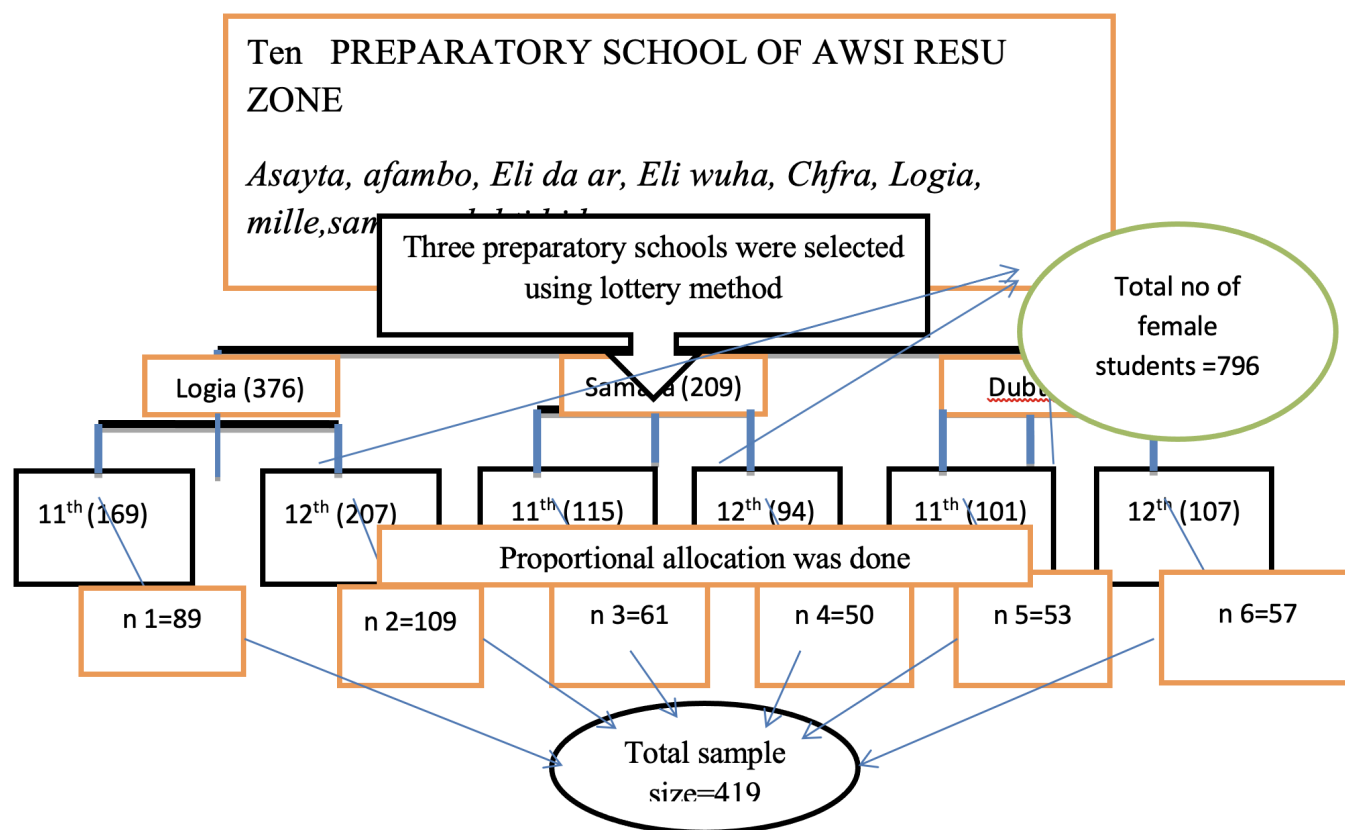 Ten PREPARATORY SCHOOL OF AWSI RESU
ZONE
Asayta, afambo, Eli da ar, Eli wuha, Chfra, Logia,
Three preparatory schools were selected
using lottery method
Total no of
female
students =796
Logia (376)
(209)
11th (169)
12th (207)
11th (115)
12th (94)
11th (101)
12th (107)
Proportional allocation was done
n 1=89
n 2=109
n 3=61
n 4=50
n 5=53
n 6=57
Total sample
size=419